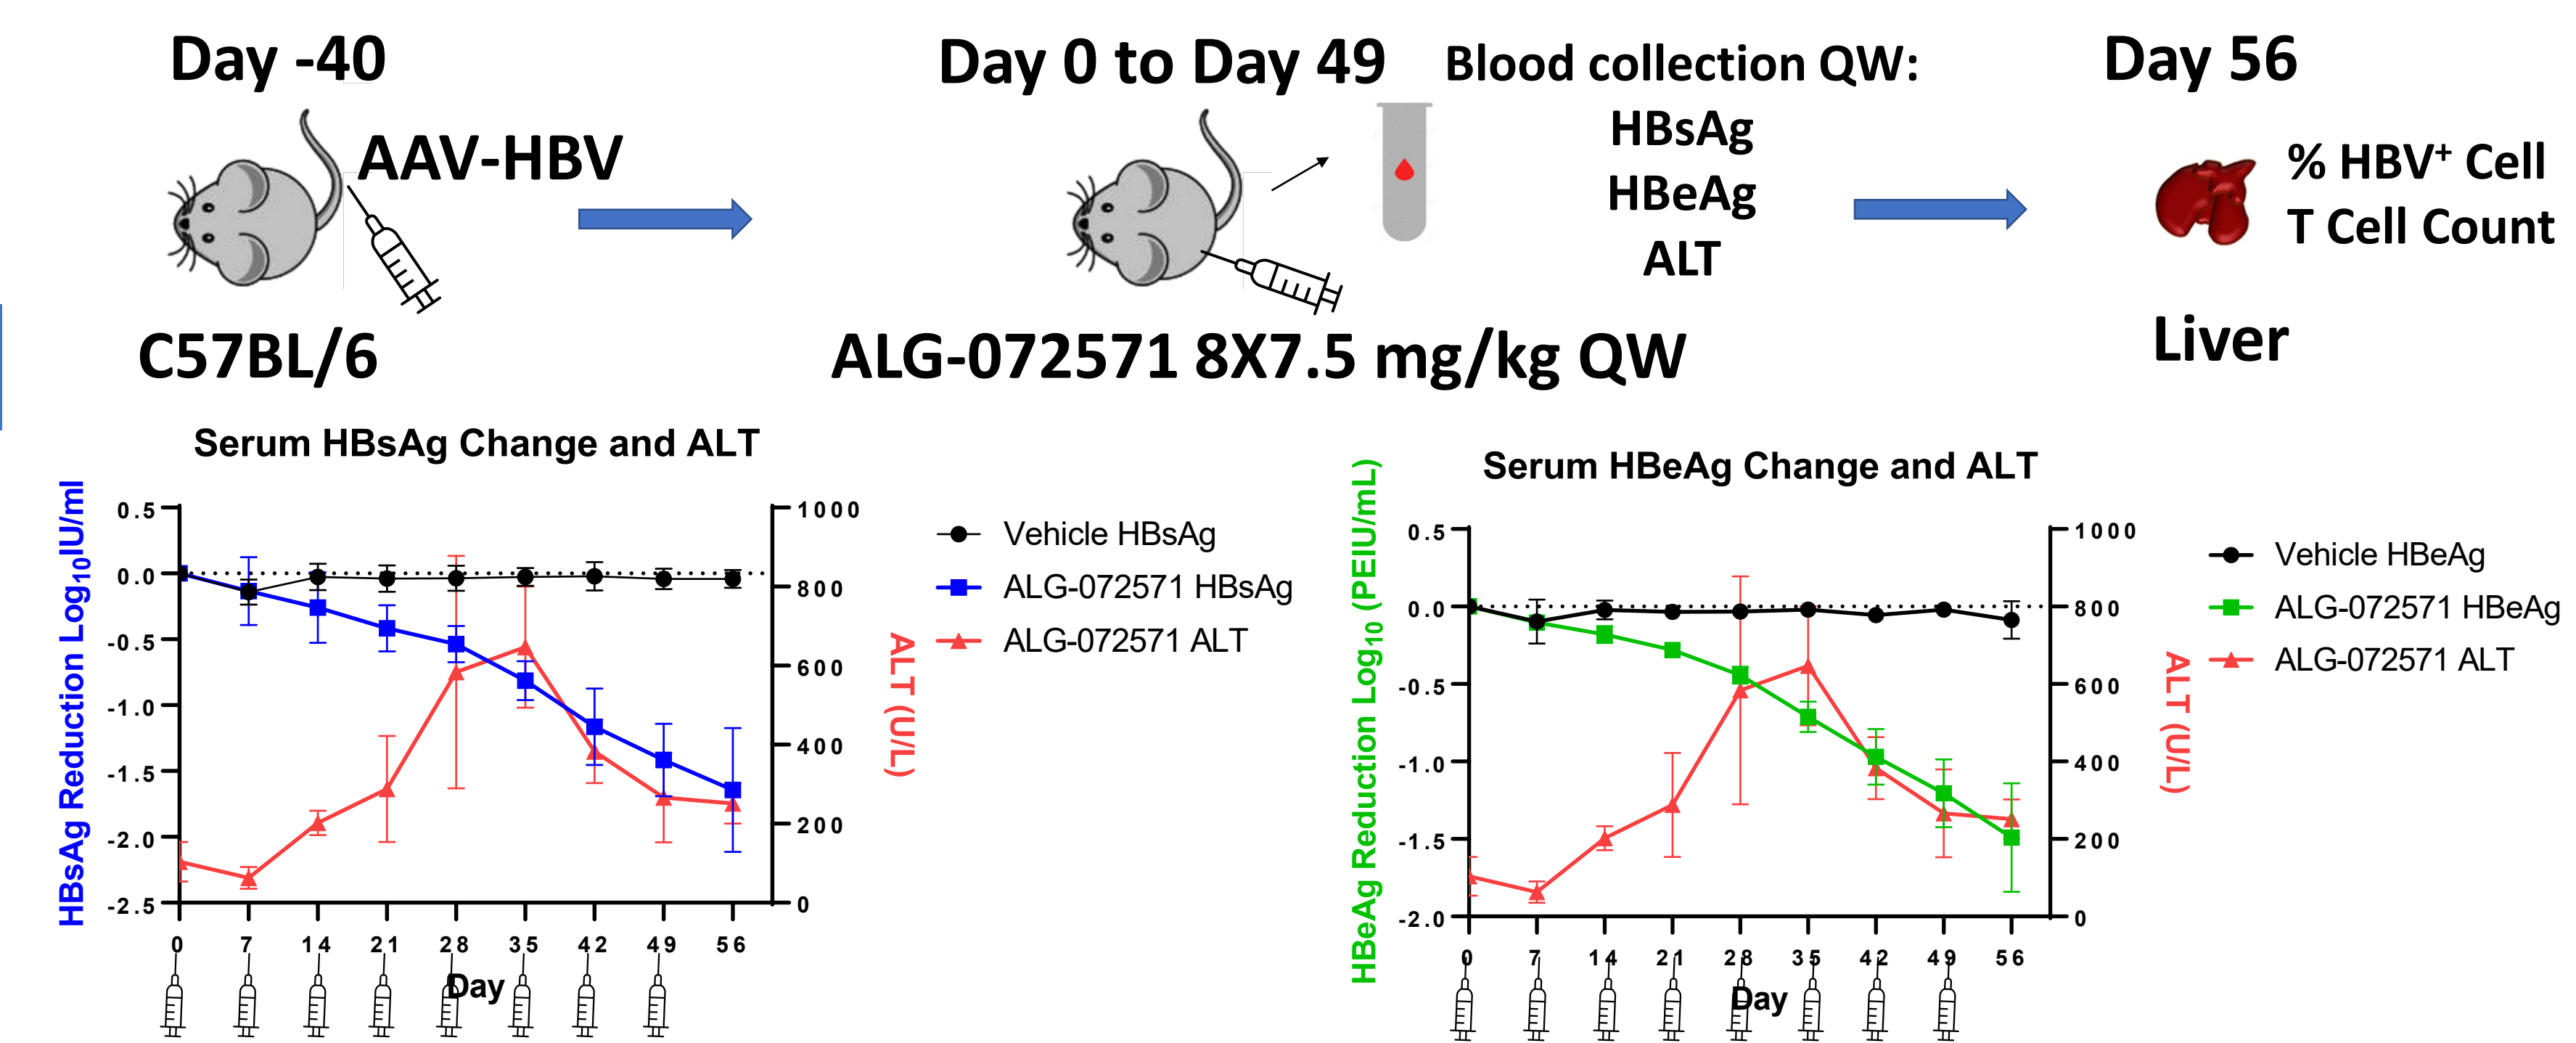 Day -40
Day 0 to Day 49
Blood collection QW:
Day 56
AAV-HBV
HBsAg
HBeAg
ALT
% HBV⁺ Cell
T Cell Count
C57BL/6
ALG-072571 8X7.5 mg/kg QW
Liver
Serum HBsAg Change and ALT
HBsAg Reduction Log₁₀IU/ml
0.5
0.0
-0.5
-1.0
-1.5
-2.0
-2.5
1000
800
600
400
200
0
ALT (U/L)
0 7 14 21 28 35 42 49 56
Day
Vehicle HBsAg
ALG-072571 HBsAg
ALG-072571 ALT
Serum HBeAg Change and ALT
HBeAg Reduction Log₁₀ (PEIU/mL)
0.5
0.0
-0.5
-1.0
-1.5
-2.0
1000
800
600
400
200
0
ALT (U/L)
0 7 14 21 28 35 42 49 56
Day
Vehicle HBeAg
ALG-072571 HBeAg
ALG-072571 ALT